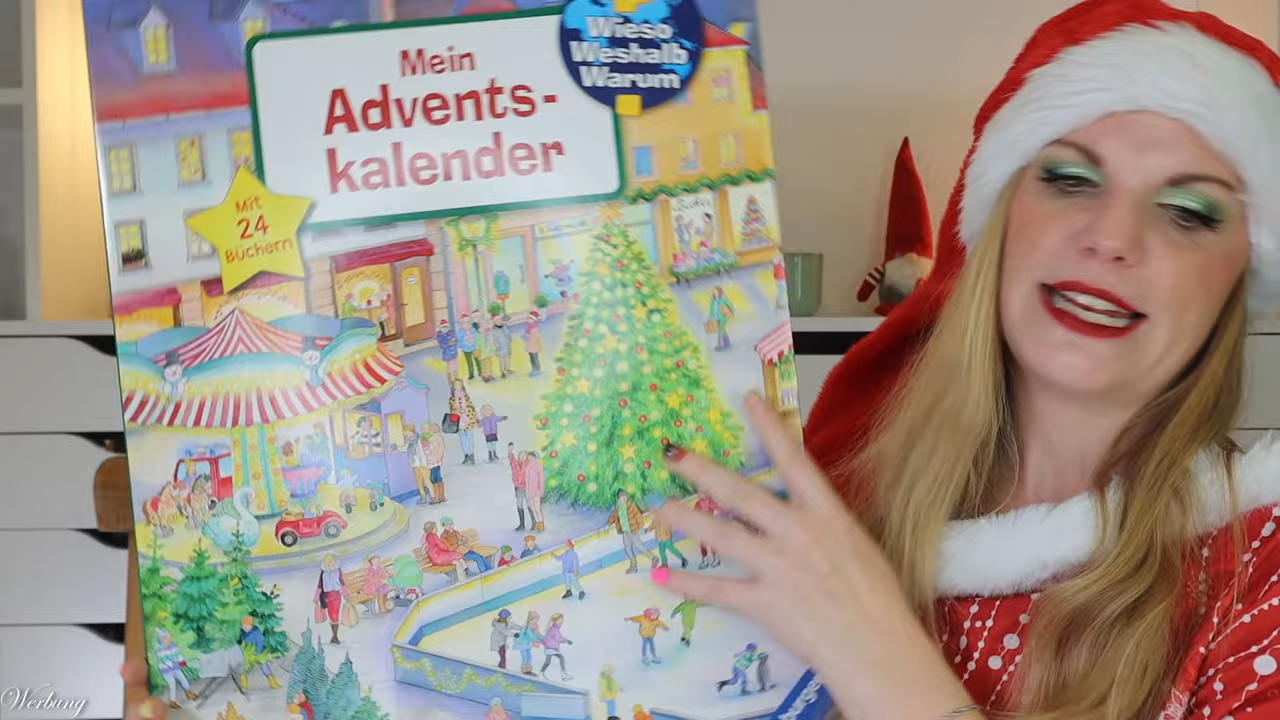 Wieso
Weshalb
Warum
Mein
Advents-
kalender
Mit
24
Büchern
Werbung